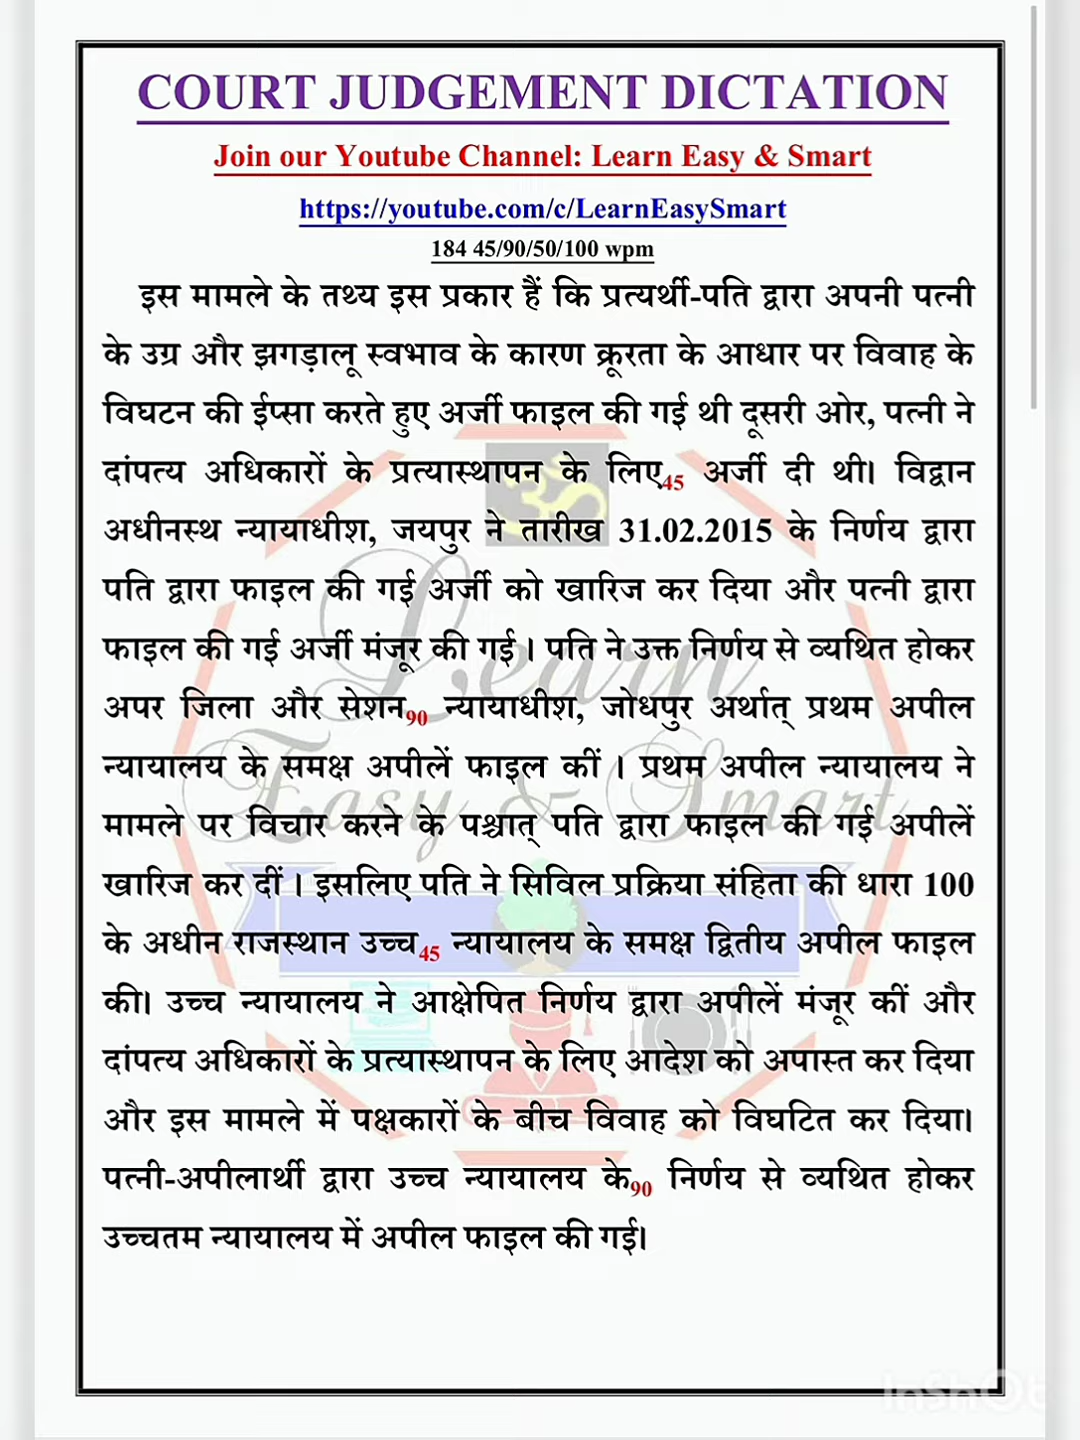 COURT JUDGEMENT DICTATION
Join our Youtube Channel: Learn Easy & Smart
https://youtube.com/c/LearnEasySmart
184 45/90/50/100 wpm
इस मामले के तथ्य इस प्रकार हैं कि प्रत्यर्थी-पति द्वारा अपनी पत्नी
के उग्र और झगड़ालू स्वभाव के कारण क्रूरता के आधार पर विवाह के
विघटन की ईप्सा करते हुए अर्जी फाइल की गई थी दूसरी ओर, पत्नी ने
दांपत्य अधिकारों के प्रत्यास्थापन के लिए45 अर्जी दी थी। विद्वान
अधीनस्थ न्यायाधीश, जयपुर ने तारीख 31.02.2015 के निर्णय द्वारा
पति द्वारा फाइल की गई अर्जी को खारिज कर दिया और पत्नी द्वारा
फाइल की गई अर्जी मंजूर की गई । पति ने उक्त निर्णय से व्यथित होकर
अपर जिला और सेशन90 न्यायाधीश, जोधपुर अर्थात् प्रथम अपील
न्यायालय के समक्ष अपीलें फाइल कीं । प्रथम अपील न्यायालय ने
मामले पर विचार करने के पश्चात् पति द्वारा फाइल की गई अपीलें
खारिज कर दीं । इसलिए पति ने सिविल प्रक्रिया संहिता की धारा 100
के अधीन राजस्थान उच्च45 न्यायालय के समक्ष द्वितीय अपील फाइल
की। उच्च न्यायालय ने आक्षेपित निर्णय द्वारा अपीलें मंजूर कीं और
दांपत्य अधिकारों के प्रत्यास्थापन के लिए आदेश को अपास्त कर दिया
और इस मामले में पक्षकारों के बीच विवाह को विघटित कर दिया।
पत्नी-अपीलार्थी द्वारा उच्च न्यायालय के90 निर्णय से व्यथित होकर
उच्चतम न्यायालय में अपील फाइल की गई।
Learn
Easy & Smart
ॐ